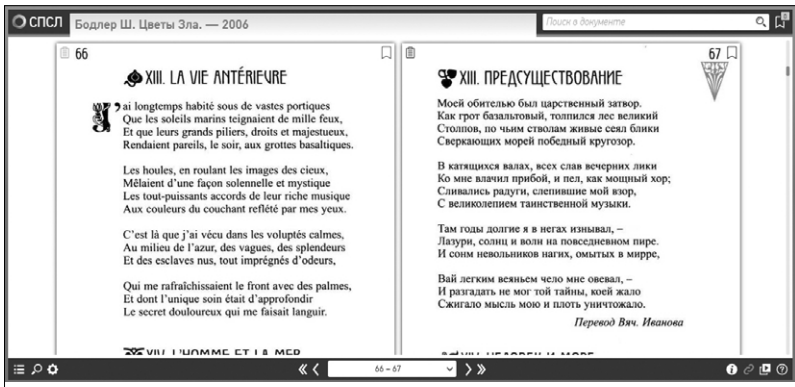 СПСЛ
Бодлер Ш. Цветы Зла. — 2006
Поиск в документе
66
XIII. LA VIE ANTÉRIEURE
J’ai longtemps habité sous de vastes portiques
Que les soleils marins teignaient de mille feux,
Et que leurs grands piliers, droits et majestueux,
Rendaient pareils, le soir, aux grottes basaltiques.
Les houles, en roulant les images des cieux,
Mêlaient d’une façon solennelle et mystique
Les tout-puissants accords de leur riche musique
Aux couleurs du couchant reflété par mes yeux.
C’est là que j’ai vécu dans les voluptés calmes,
Au milieu de l’azur, des vagues, des splendeurs
Et des esclaves nus, tout imprégnés d’odeurs,
Qui me rafraîchissaient le front avec des palmes,
Et dont l’unique soin était d’approfondir
Le secret douloureux qui me faisait languir.
XIV. L’HOMME ET LA MER
67
XIII. ПРЕДСУЩЕСТВОВАНИЕ
Моей обителью был царственный затвор.
Как грот базальтовый, толпился лес великий
Столпов, по чьим стволам живые сеял блики
Сверкающих морей победный кругозор.
В катящихся валах, всех слав вечерних лики
Ко мне влачил прибой, и пел, как мощный хор;
Сливались радуги, слепившие мой взор,
С великолепием таинственной музыки.
Там годы долгие я в негах изнывал, –
Лазури, солнц и волн на повседневном пире.
И сонм невольников нагих, омытых в мирре,
Вай легким веяньем чело мне овевал, –
И разгадать не мог той тайны, коей жало
Сжигало мысль мою и плоть уничтожало.
Перевод Вяч. Иванова
XIV. ЧЕЛОВЕК И МОРЕ
66 – 67